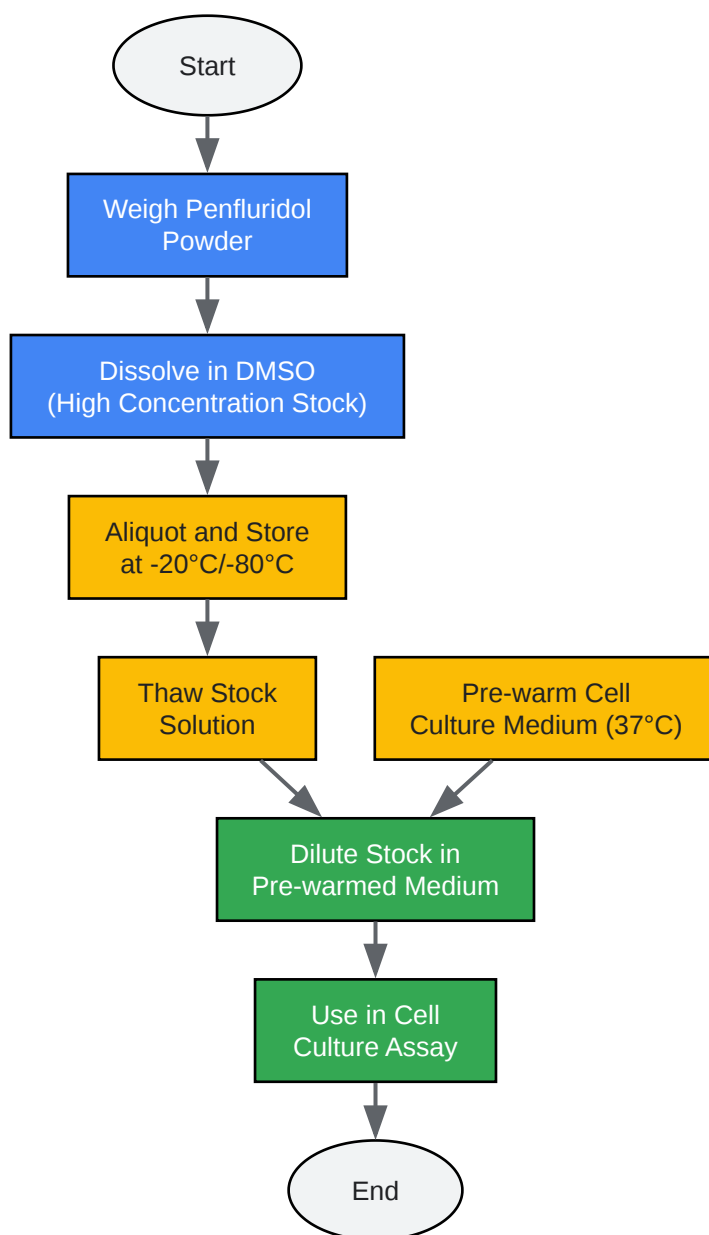 Start
Weigh Penfluridol
Powder
Dissolve in DMSO
(High Concentration Stock)
Aliquot and Store
at -20°C/-80°C
Thaw Stock
Solution
Pre-warm Cell
Culture Medium (37°C)
Dilute Stock in
Pre-warmed Medium
Use in Cell
Culture Assay
End